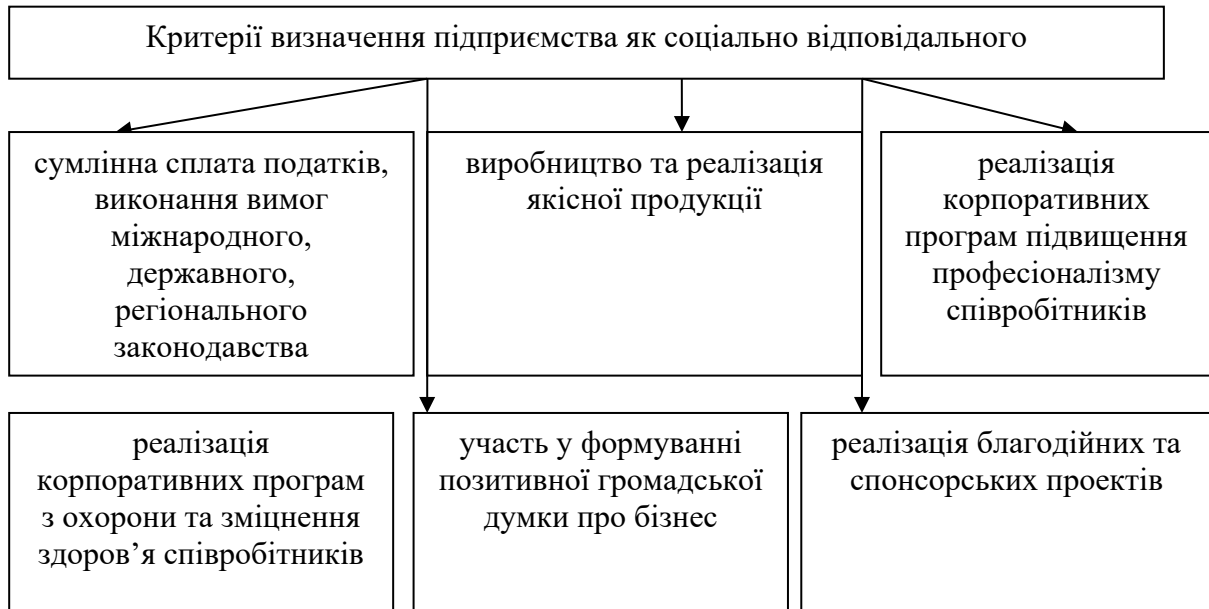 Критерії визначення підприємства як соціально відповідального
сумлінна сплата податків,
виконання вимог
міжнародного,
державного,
регіонального
законодавства
виробництво та реалізація
якісної продукції
реалізація
корпоративних
програм підвищення
професіоналізму
співробітників
реалізація
корпоративних програм
з охорони та зміцнення
здоров’я співробітників
участь у формуванні
позитивної громадської
думки про бізнес
реалізація благодійних та
спонсорських проектів